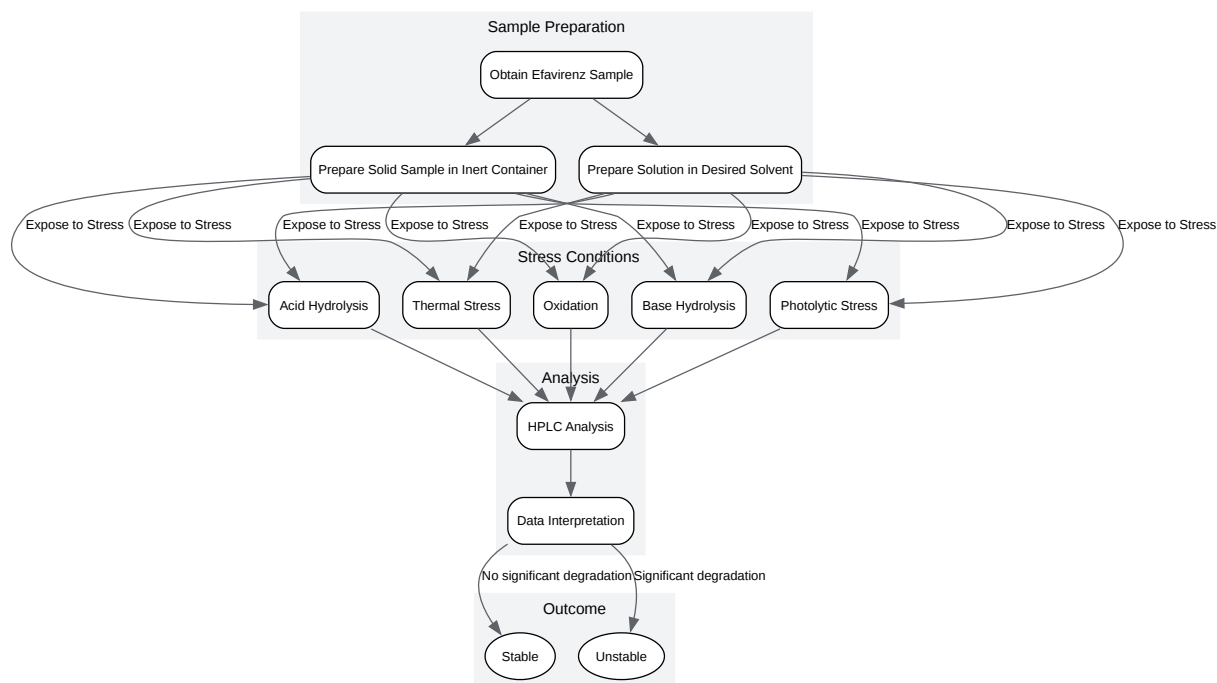 Sample Preparation
Obtain Efavirenz Sample
Prepare Solid Sample in Inert Container
Prepare Solution in Desired Solvent
Expose to Stress
Expose to Stress
Expose to Stress
Expose to Stress
Expose to Stress
Expose to Stress
Expose to Stress
Expose to Stress
Expose to Stress
Expose to Stress
Stress Conditions
Acid Hydrolysis
Thermal Stress
Oxidation
Base Hydrolysis
Photolytic Stress
Analysis
HPLC Analysis
Data Interpretation
No significant degradation
Significant degradation
Outcome
Stable
Unstable